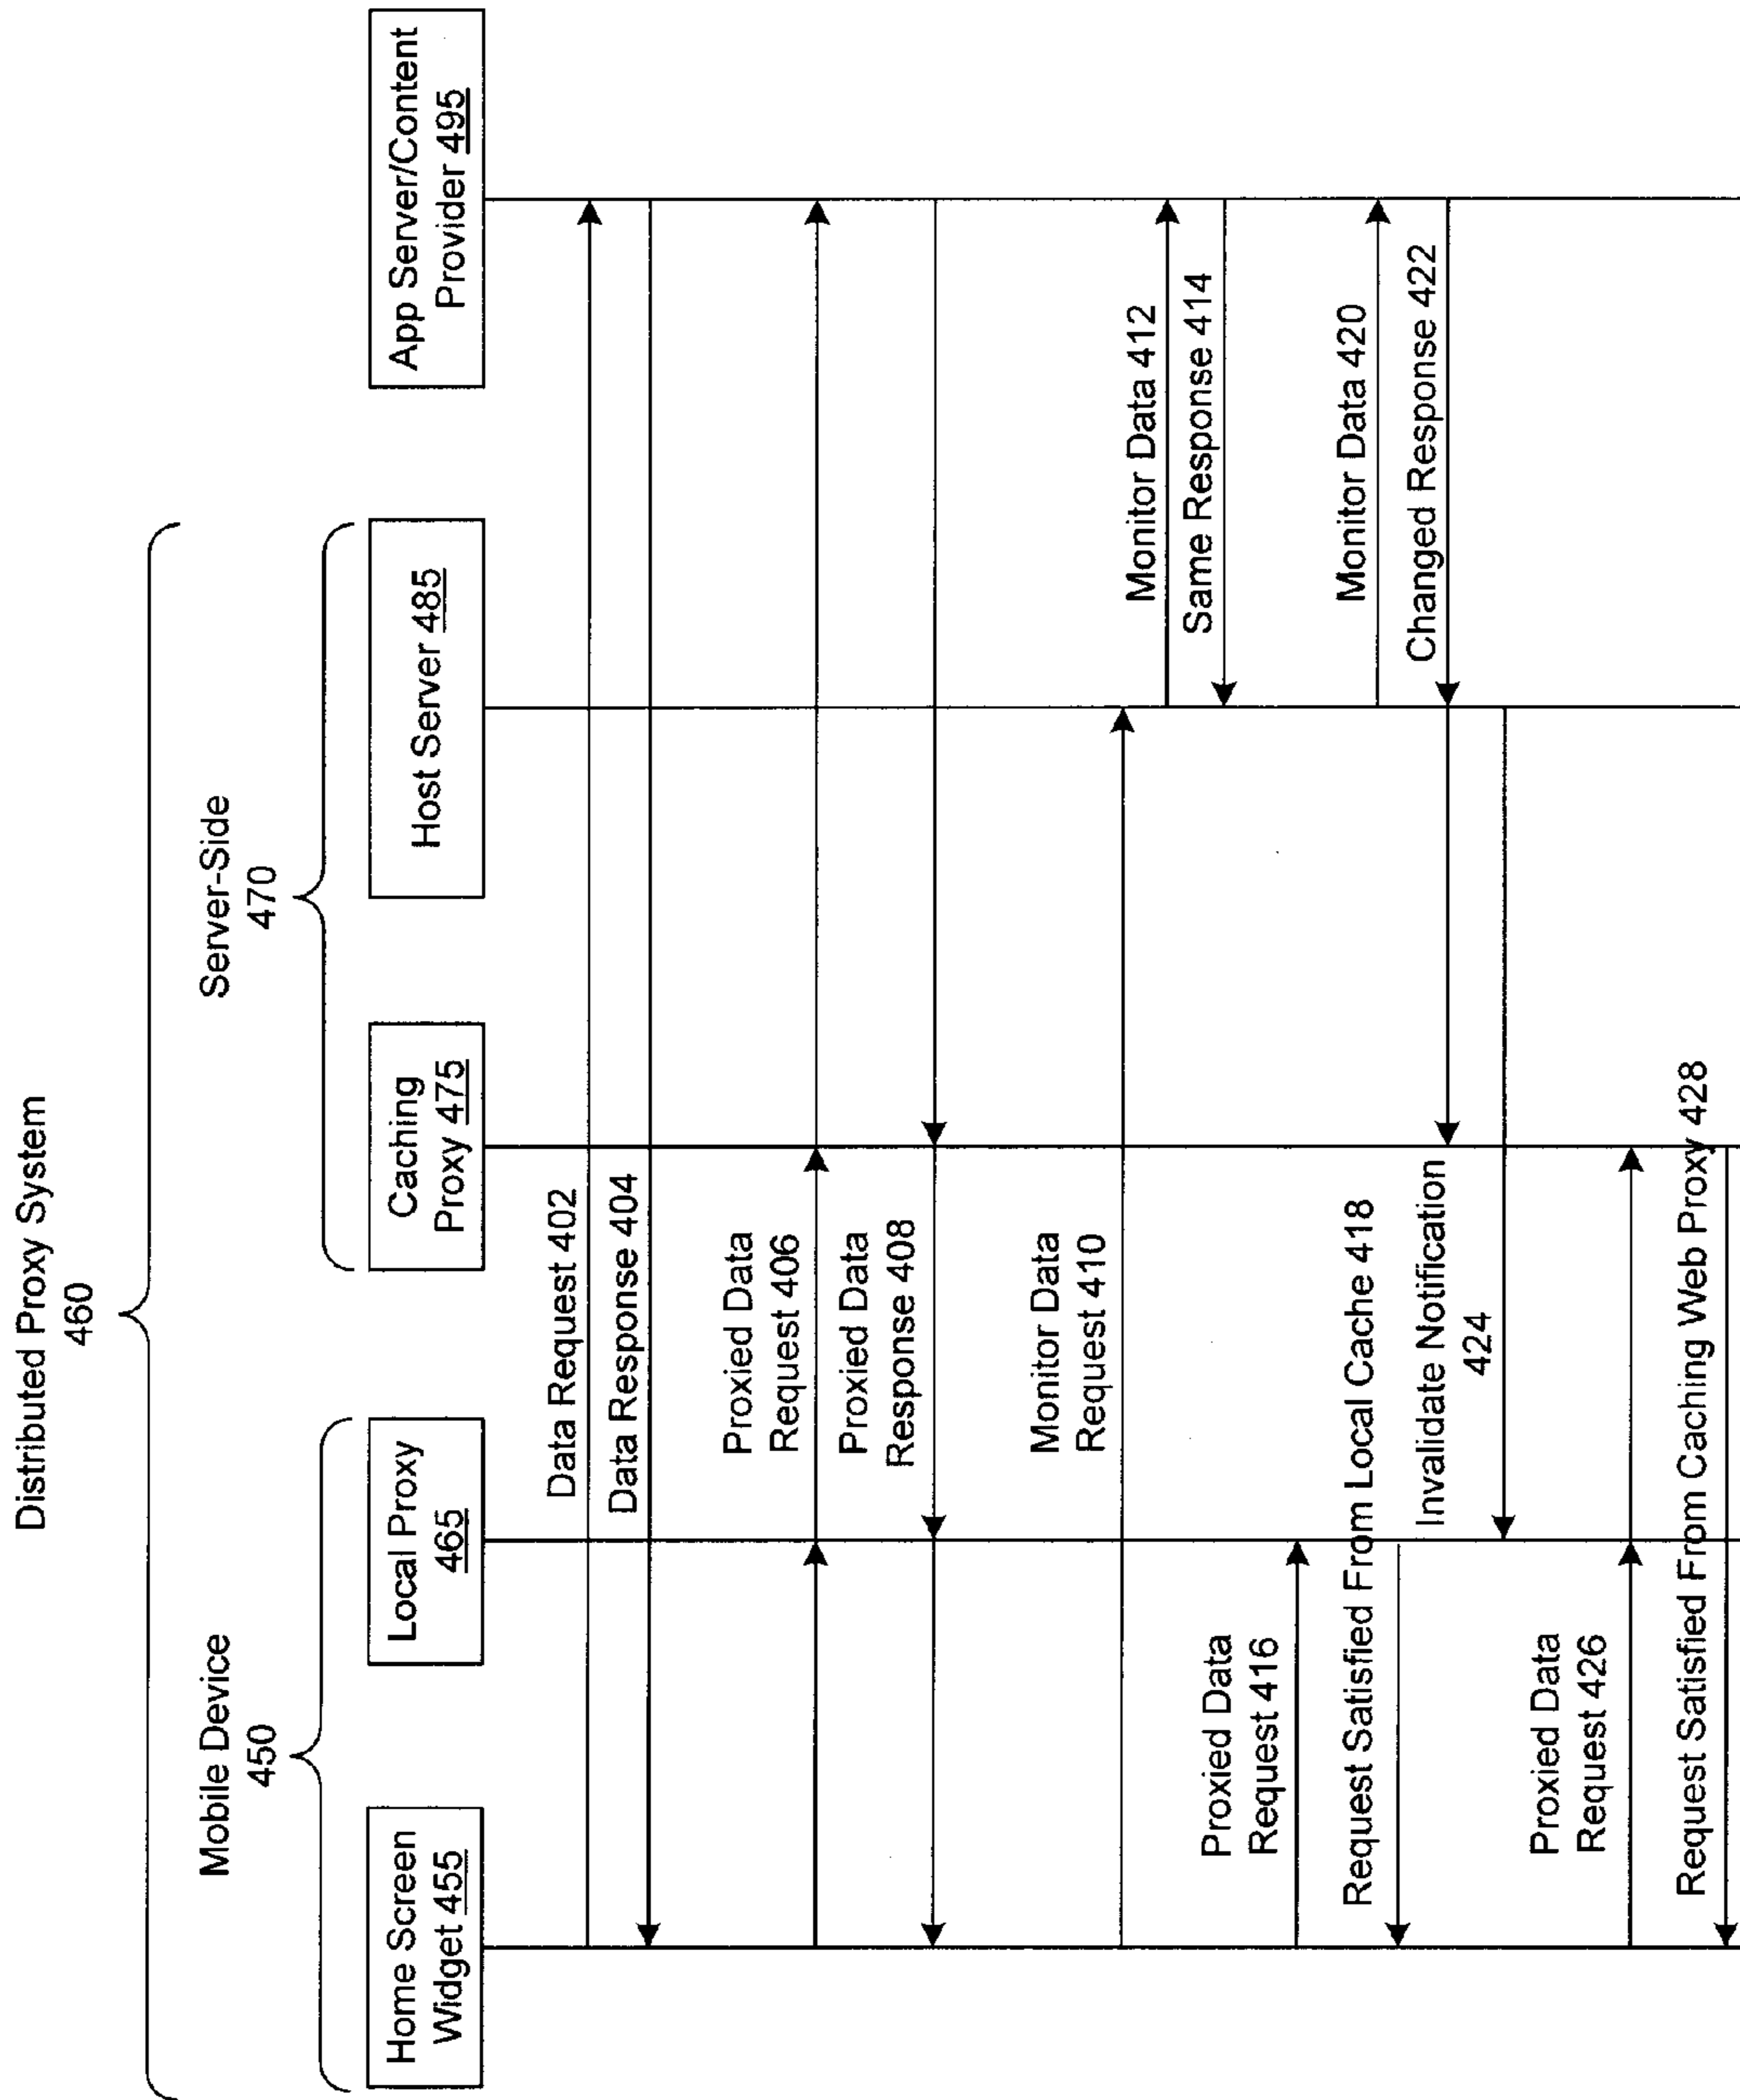 Distributed Proxy System
460
Mobile Device
450
Server-Side
470
Home Screen
Widget 455
Local Proxy
465
Caching
Proxy 475
Host Server 485
App Server/Content
Provider 495
Data Request 402
Data Response 404
Proxied Data
Request 406
Proxied Data
Response 408
Monitor Data
Request 410
Monitor Data 412
Same Response 414
Proxied Data
Request 416
Request Satisfied From Local Cache 418
Monitor Data 420
Changed Response 422
Invalidate Notification
424
Proxied Data
Request 426
Request Satisfied From Caching Web Proxy 428